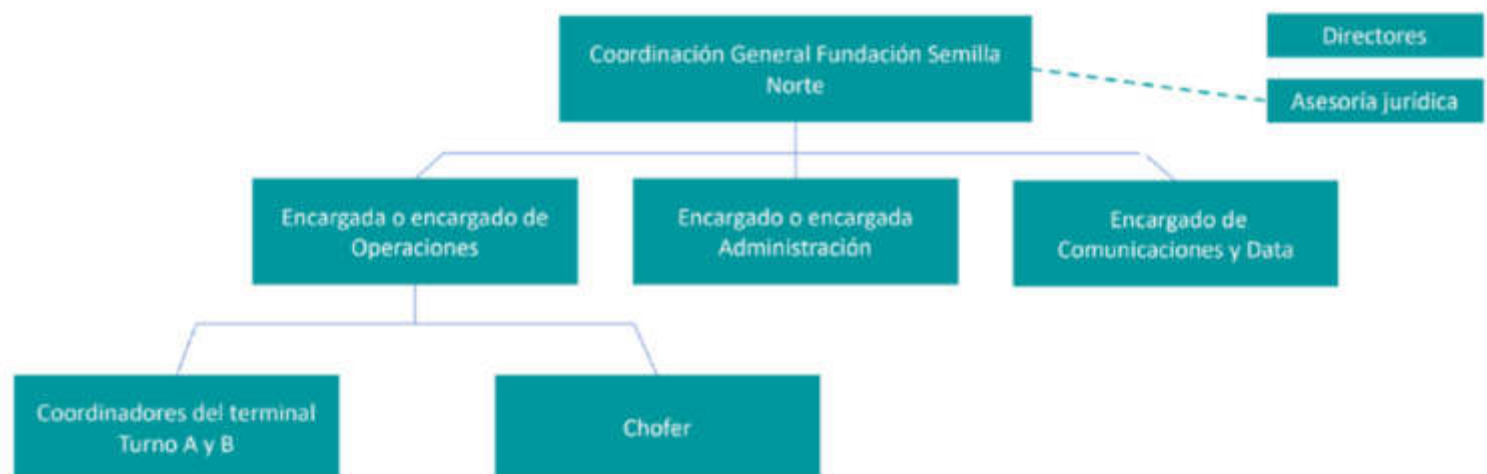 Coordinación General Fundación Semilla
Norte
Directores
Asesoría jurídica
Encargada o encargado de
Operaciones
Encargado o encargada
Administración
Encargado de
Comunicaciones y Data
Coordinadores del terminal
Turno A y B
Chofer